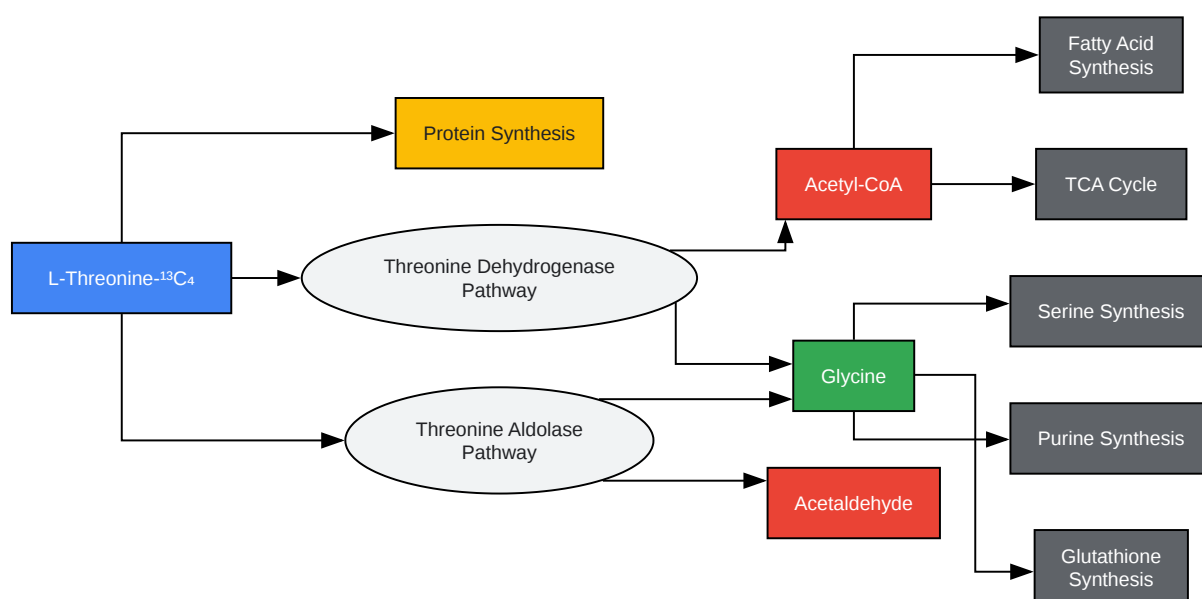 Fatty Acid
Synthesis
Protein Synthesis
Acetyl-CoA
TCA Cycle
L-Threonine-¹³C₄
Threonine Dehydrogenase
Pathway
Serine Synthesis
Glycine
Threonine Aldolase
Pathway
Purine Synthesis
Acetaldehyde
Glutathione
Synthesis